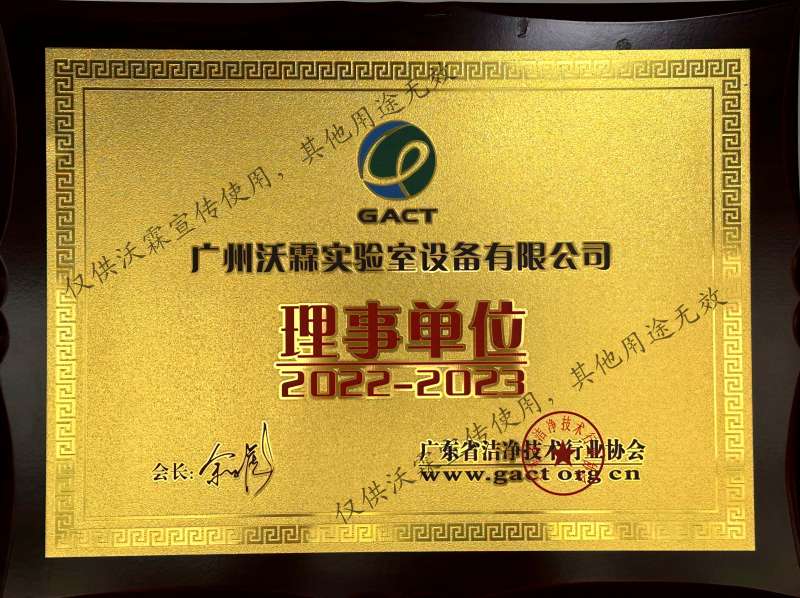 GACT
广州沃霖实验室设备有限公司
理事单位
2022-2023
会长:
广东省洁净技术行业协会
www.gact.org.cn
仅供沃霖宣传使用，其他用途无效
仅供沃霖宣传使用，其他用途无效